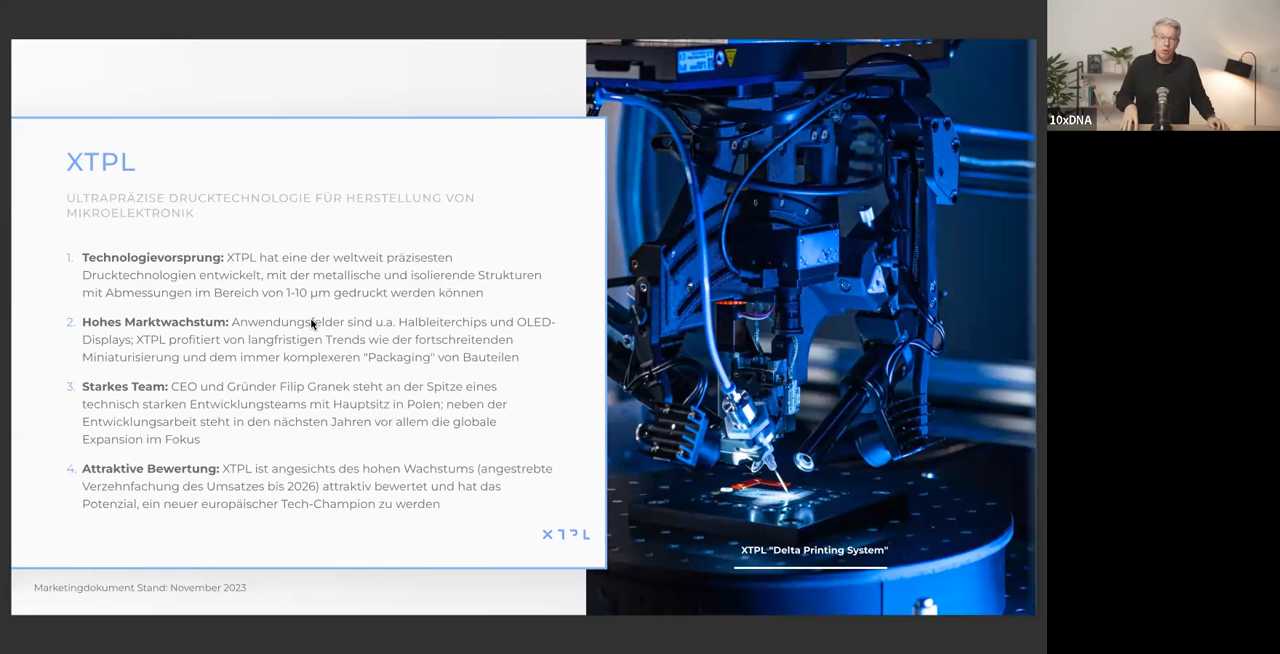 XTPL
ULTRAPRÄZISE DRUCKTECHNOLOGIE FÜR HERSTELLUNG VON
MIKROELEKTRONIK
1. Technologievorsprung: XTPL hat eine der weltweit präzisesten
Drucktechnologien entwickelt, mit der metallische und isolierende Strukturen
mit Abmessungen im Bereich von 1-10 µm gedruckt werden können
2. Hohes Marktwachstum: Anwendungsfelder sind u.a. Halbleiterchips und OLED-
Displays; XTPL profitiert von langfristigen Trends wie der fortschreitenden
Miniaturisierung und dem immer komplexeren "Packaging" von Bauteilen
3. Starkes Team: CEO und Gründer Filip Granek steht an der Spitze eines
technisch starken Entwicklungsteams mit Hauptsitz in Polen; neben der
Entwicklungsarbeit steht in den nächsten Jahren vor allem die globale
Expansion im Fokus
4. Attraktive Bewertung: XTPL ist angesichts des hohen Wachstums (angestrebte
Verzehnfachung des Umsatzes bis 2026) attraktiv bewertet und hat das
Potenzial, ein neuer europäischer Tech-Champion zu werden
XTPL
Marketingdokument Stand: November 2023
XTPL "Delta Printing System"
10xDNA